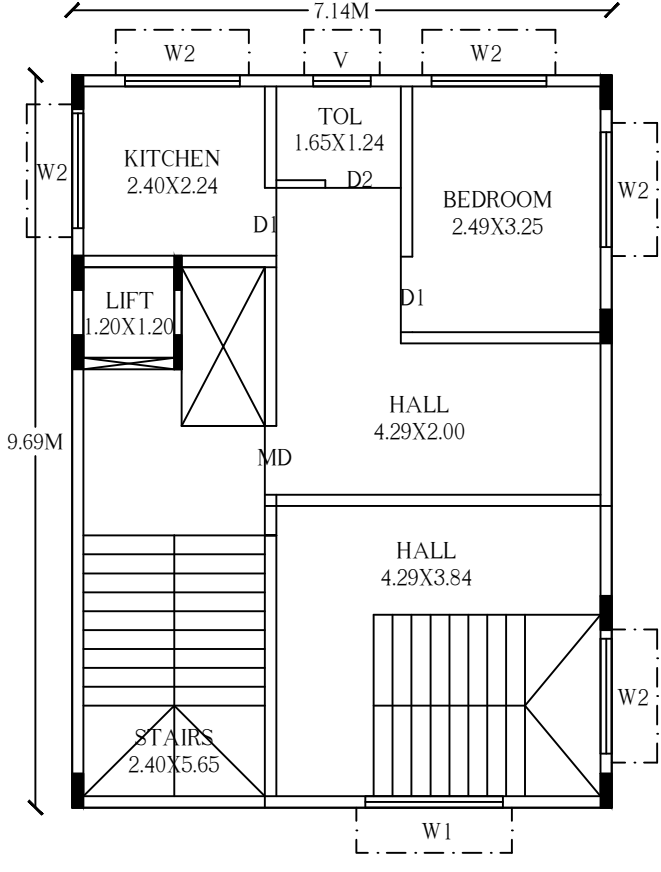 7.14M
W2
V
W2
TOL
1.65X1.24
KITCHEN
2.40X2.24
W2
D2
W2
BEDROOM
2.49X3.25
D1
D1
LIFT
1.20X1.20
HALL
4.29X2.00
9.69M
MD
HALL
4.29X3.84
W2
STAIRS
2.40X5.65
W1